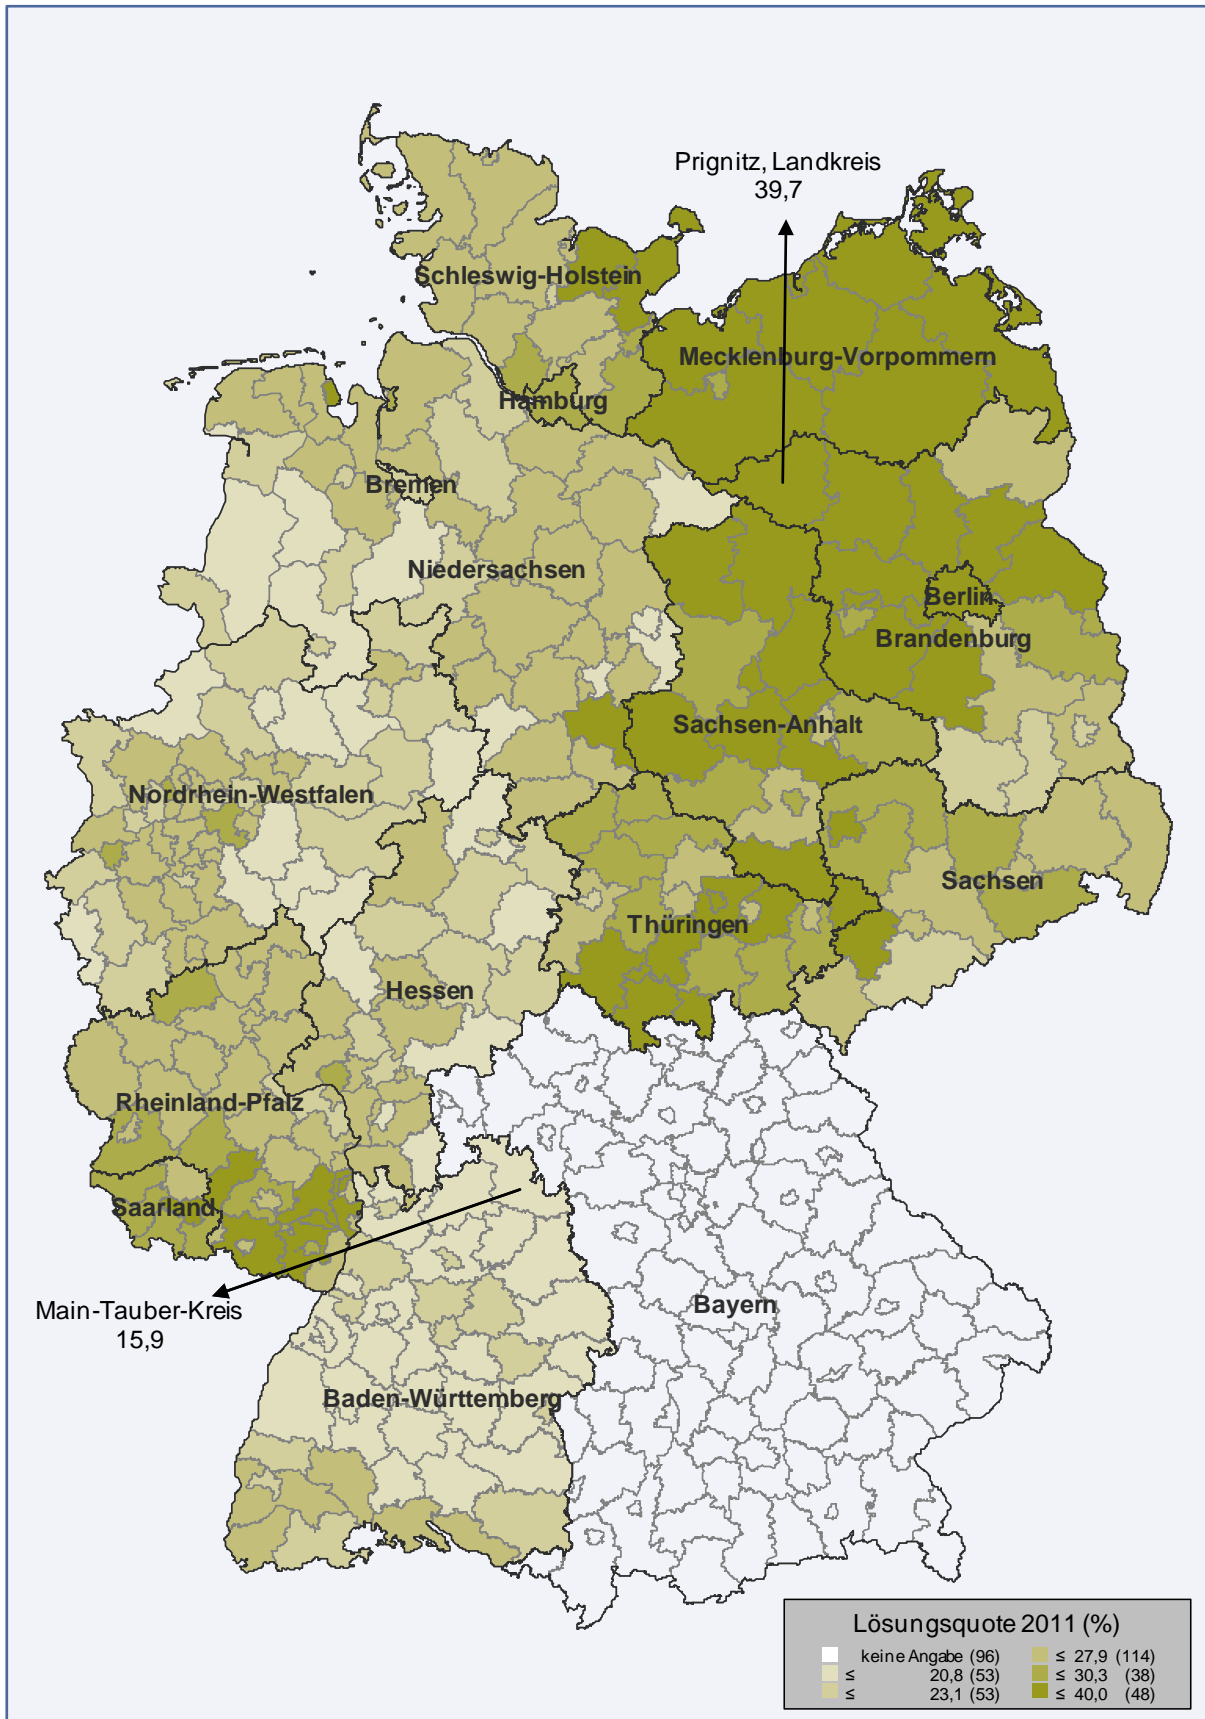 Prignitz, Landkreis
39,7
Schleswig-Holstein
Mecklenburg-Vorpommern
Hamburg
Bremen
Niedersachsen
Berlin
Brandenburg
Sachsen-Anhalt
Nordrhein-Westfalen
Sachsen
Thüringen
Hessen
Rheinland-Pfalz
Saarland
Main-Tauber-Kreis
15,9
Bayern
Baden-Württemberg
Lösungsquote 2011 (%)
keine Angabe (96)
≤ 20,8 (53)
≤ 23,1 (53)
≤ 27,9 (114)
≤ 30,3 (38)
≤ 40,0 (48)